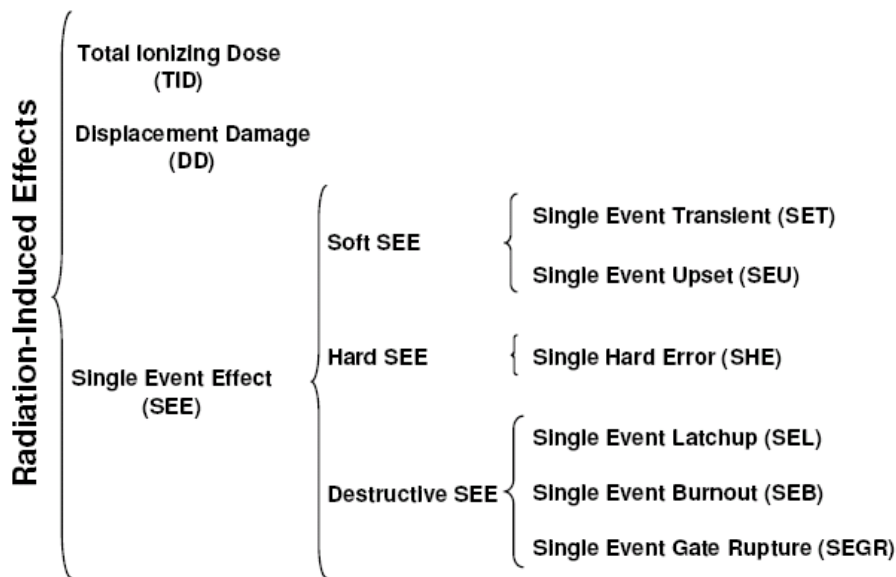 Radiation-Induced Effects
Total Ionizing Dose
(TID)
Displacement Damage
(DD)
Single Event Effect
(SEE)
Soft SEE
Single Event Transient (SET)
Single Event Upset (SEU)
Hard SEE
Single Hard Error (SHE)
Destructive SEE
Single Event Latchup (SEL)
Single Event Burnout (SEB)
Single Event Gate Rupture (SEGR)